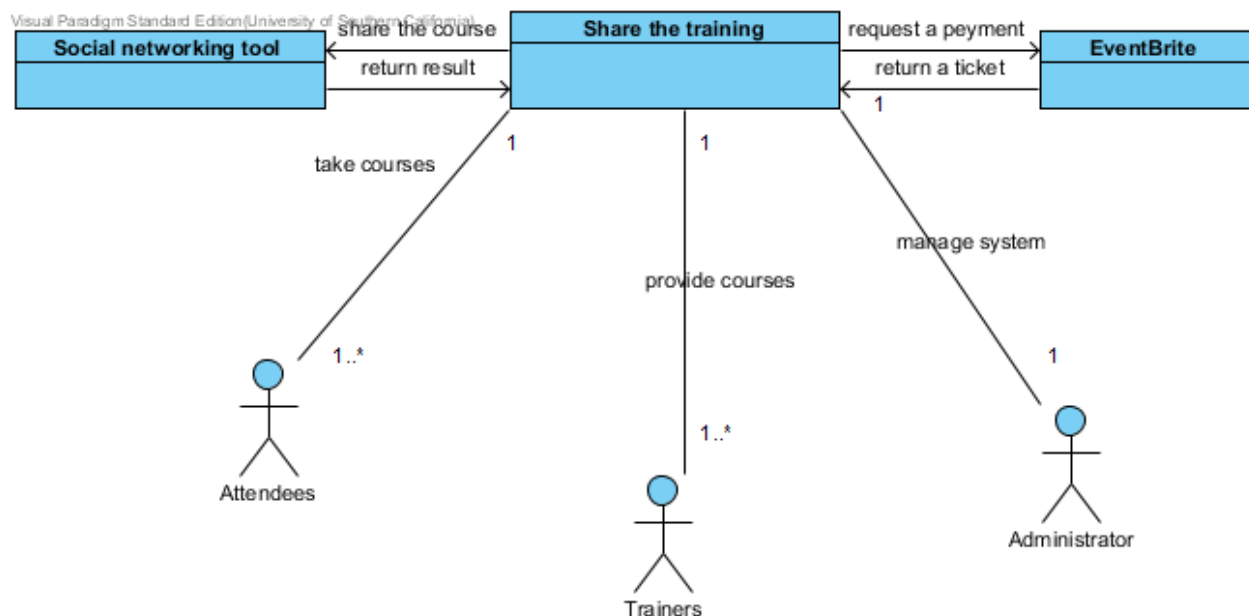 Visual Paradigm Standard Edition(University of Southern California)
share the course
Share the training
request a peyment
Social networking tool
EventBrite
return result
return a ticket
1
1
1
take courses
manage system
provide courses
1..*
1
1..*
Attendees
Administrator
Trainers